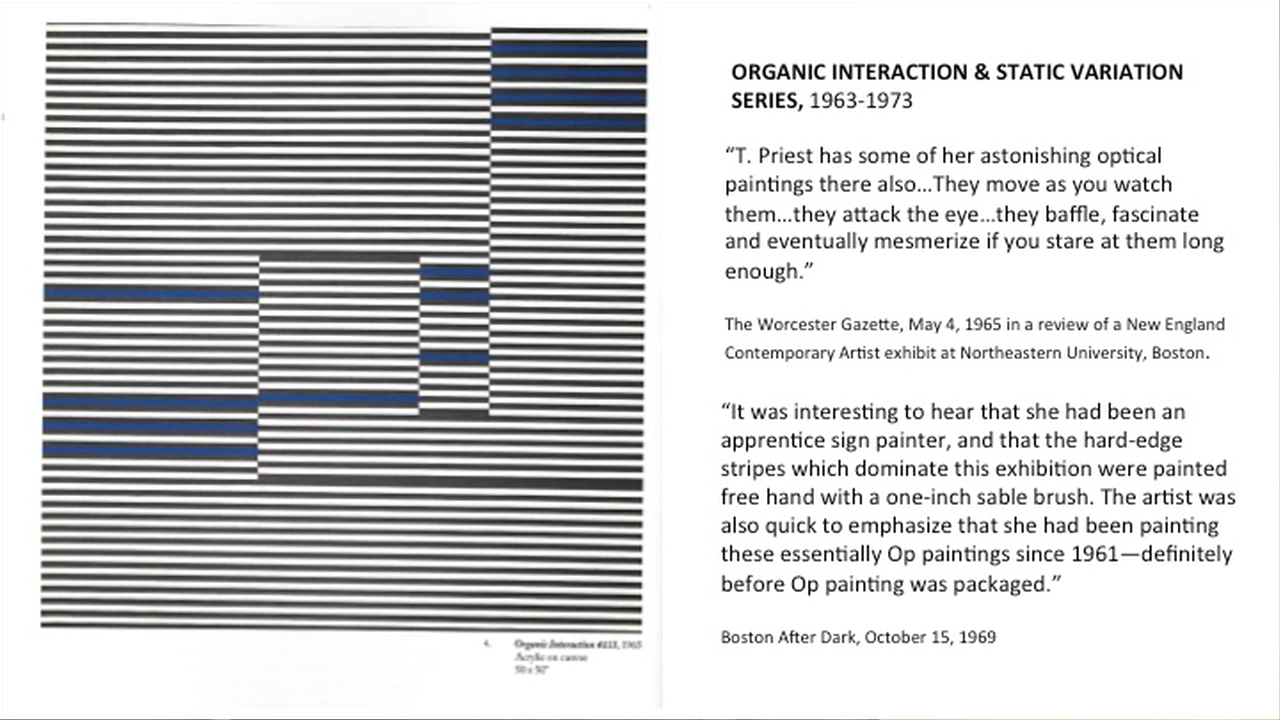 ORGANIC INTERACTION & STATIC VARIATION
SERIES, 1963-1973
“T. Priest has some of her astonishing optical
paintings there also…They move as you watch
them…they attack the eye…they baffle, fascinate
and eventually mesmerize if you stare at them long
enough.”
The Worcester Gazette, May 4, 1965 in a review of a New England
Contemporary Artist exhibit at Northeastern University, Boston.
“It was interesting to hear that she had been an
apprentice sign painter, and that the hard-edge
stripes which dominate this exhibition were painted
free hand with a one-inch sable brush. The artist was
also quick to emphasize that she had been painting
these essentially Op paintings since 1961—definitely
before Op painting was packaged.”
Boston After Dark, October 15, 1969
4. Organic Interaction
Acrylic on canvas
50 x 50"